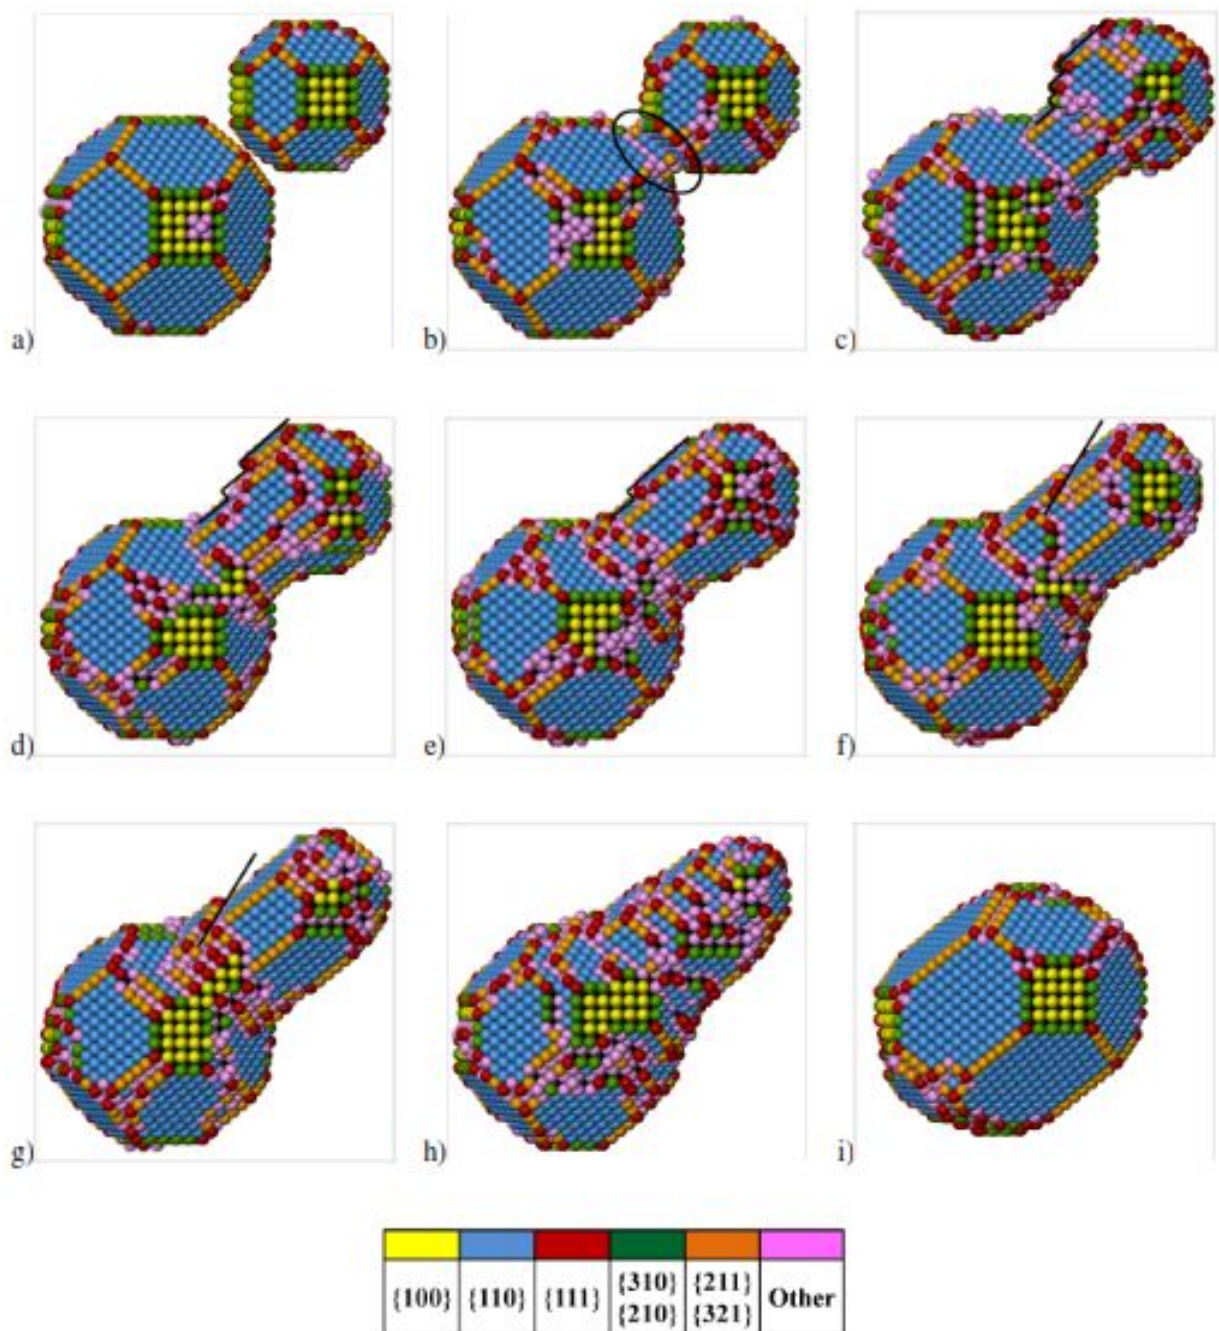 a)
b)
c)
d)
e)
f)
g)
h)
i)
{100} {110} {111} {310} {210} {211} {321} Other